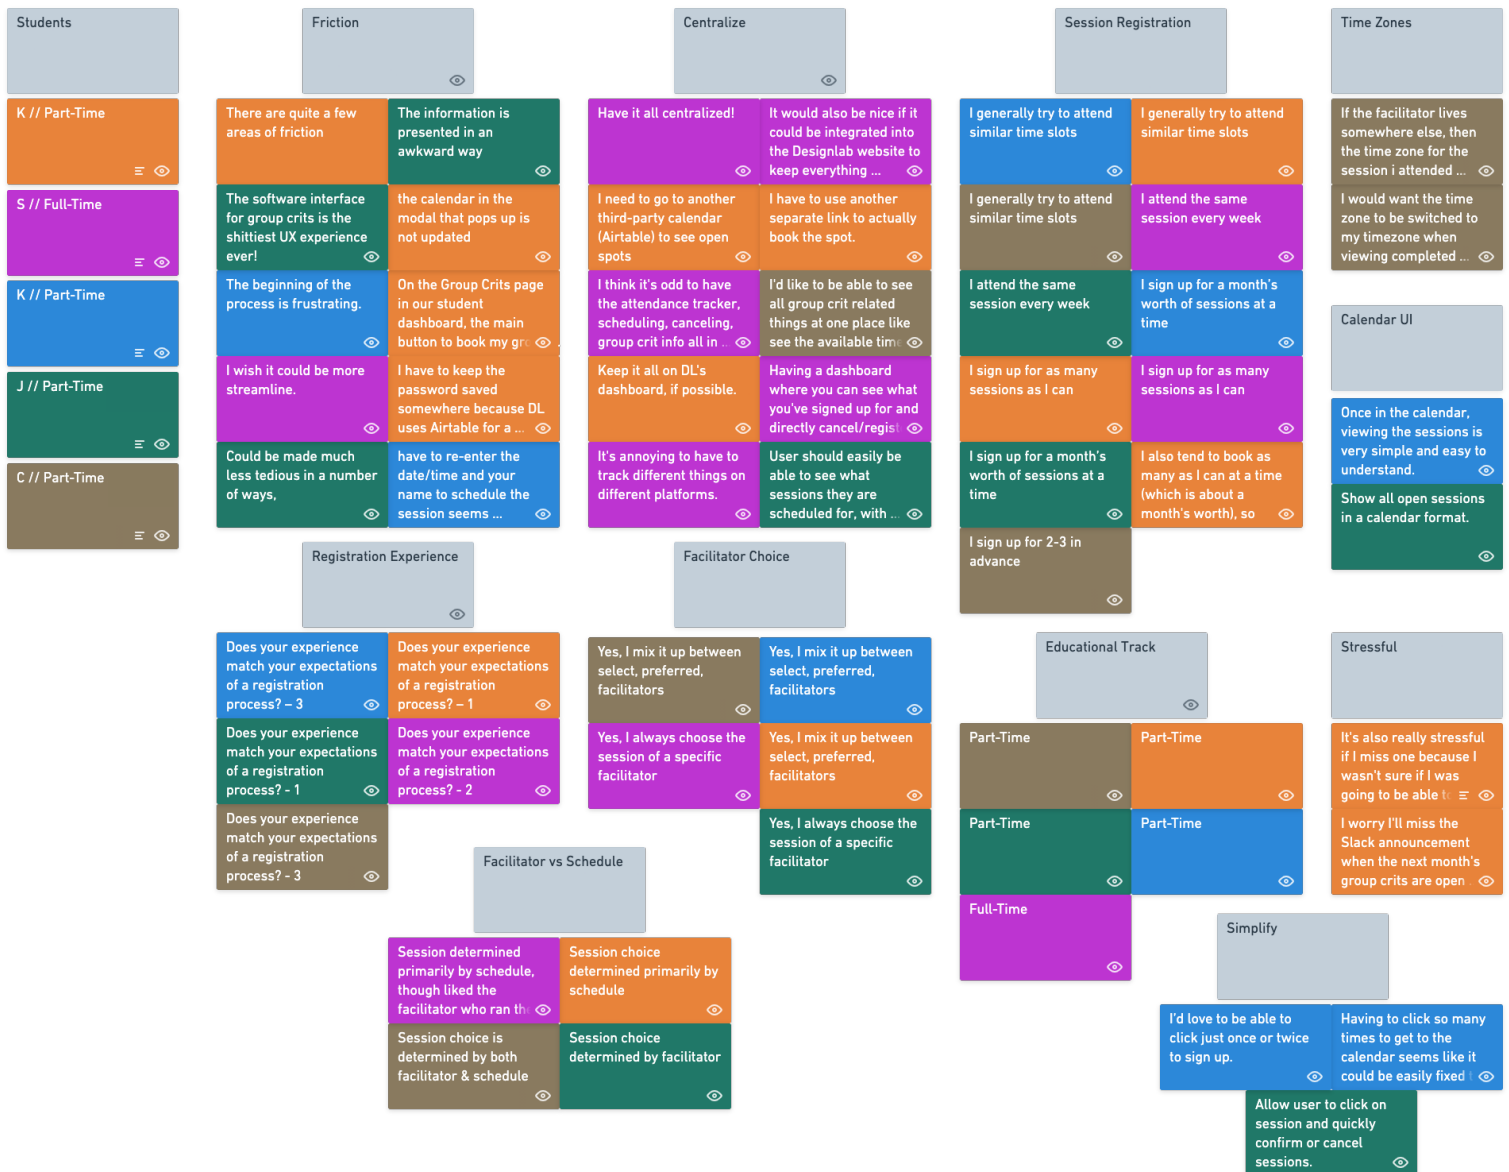 Students
K // Part-Time
S // Full-Time
K // Part-Time
J // Part-Time
C // Part-Time
Friction
There are quite a few
areas of friction
The information is
presented in an
awkward way
The software interface
for group crits is the
shittiest UX experience
ever!
the calendar in the
modal that pops up is
not updated
The beginning of the
process is frustrating.
On the Group Crits page
in our student
dashboard, the main
button to book my
I wish it could be more
streamline.
I have to keep the
password saved
somewhere because DL
uses Airtable for a ...
Could be made much
less tedious in a number
of ways,
have to re-enter the
date/time and your
name to schedule the
session seems ...
Centralize
Have it all centralized!
It would also be nice if it
could be integrated into
the Designlab website to
keep everything ...
I need to go to another
third-party calendar
(Airtable) to see open
spots
I have to use another
separate link to actually
book the spot.
I think it's odd to have
the attendance tracker,
scheduling, canceling,
group crit info all in ...
I'd like to be able to see
all group crit related
things at one place like
see the available time
Keep it all on DL's
dashboard, if possible.
Having a dashboard
where you can see what
you've signed up for and
directly cancel/regist
It's annoying to have to
track different things on
different platforms.
User should easily be
able to see what
sessions they are
scheduled for, with ...
Session Registration
I generally try to attend
similar time slots
I generally try to attend
similar time slots
I generally try to attend
similar time slots
I attend the same
session every week
I attend the same
session every week
I sign up for a month's
worth of sessions at a
time
I sign up for as many
sessions as I can
I sign up for as many
sessions as I can
I sign up for a month's
worth of sessions at a
time
I also tend to book as
many as I can at a time
(which is about a
month's worth), so
I sign up for 2-3 in
advance
Time Zones
If the facilitator lives
somewhere else, then
the time zone for the
session i attended ...
I would want the time
zone to be switched to
my timezone when
viewing completed ...
Calendar UI
Once in the calendar,
viewing the sessions is
very simple and easy to
understand.
Show all open sessions
in a calendar format.
Registration Experience
Does your experience
match your expectations
of a registration
process? – 3
Does your experience
match your expectations
of a registration
process? – 1
Does your experience
match your expectations
of a registration
process? - 1
Does your experience
match your expectations
of a registration
process? - 2
Does your experience
match your expectations
of a registration
process? - 3
Facilitator Choice
Yes, I mix it up between
select, preferred,
facilitators
Yes, I mix it up between
select, preferred,
facilitators
Yes, I always choose the
session of a specific
facilitator
Yes, I mix it up between
select, preferred,
facilitators
Yes, I always choose the
session of a specific
facilitator
Facilitator vs Schedule
Session determined
primarily by schedule,
though liked the
facilitator who ran
Session choice
determined primarily by
schedule
Session choice is
determined by both
facilitator & schedule
Session choice
determined by facilitator
Educational Track
Part-Time
Part-Time
Part-Time
Part-Time
Full-Time
Stressful
It's also really stressful
if I miss one because I
wasn't sure if I was
going to be able
I worry I'll miss the
Slack announcement
when the next month's
group crits are open
Simplify
I'd love to be able to
click just once or twice
to sign up.
Having to click so many
times to get to the
calendar seems like it
could be easily fixed
Allow user to click on
session and quickly
confirm or cancel
sessions.